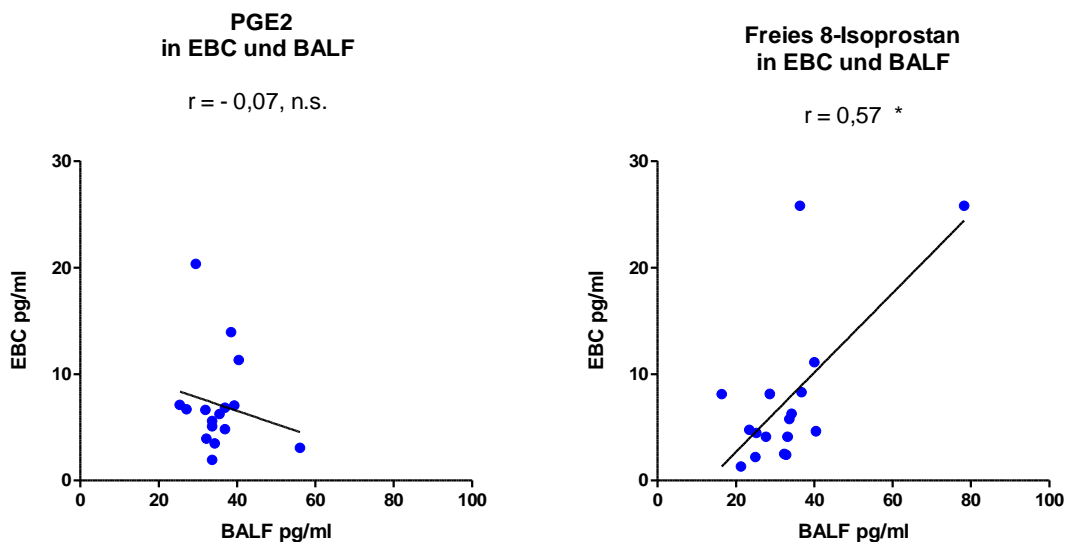 PGE2
in EBC und BALF
r = - 0,07, n.s.
30
20
10
0
0 20 40 60 80 100
EBC pg/ml
BALF pg/ml
Freies 8-Isoprostan
in EBC und BALF
r = 0,57 *
30
20
10
0
0 20 40 60 80 100
EBC pg/ml
BALF pg/ml